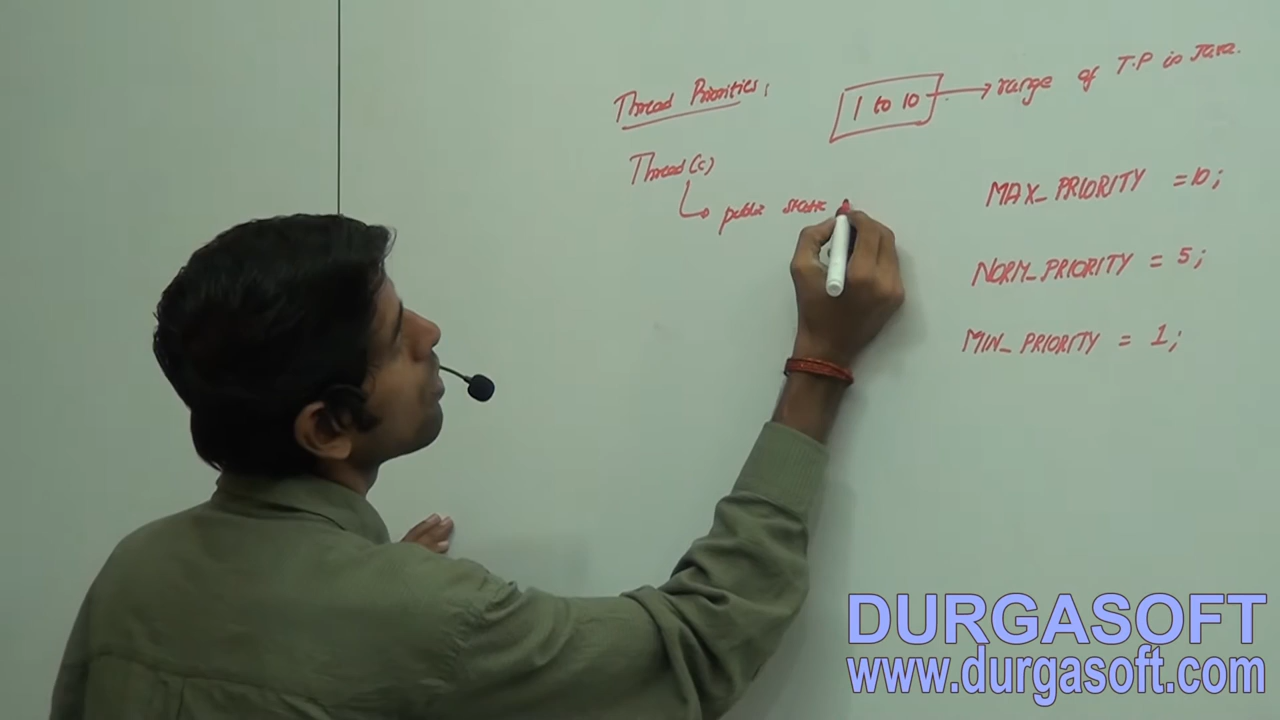 Thread Priorities:
1 to 10 → range of T.P in Java.
Thread(c)
public static
MAX_PRIORITY = 10;
NORM_PRIORITY = 5;
MIN_PRIORITY = 1;
DURGASOFT
www.durgasoft.com